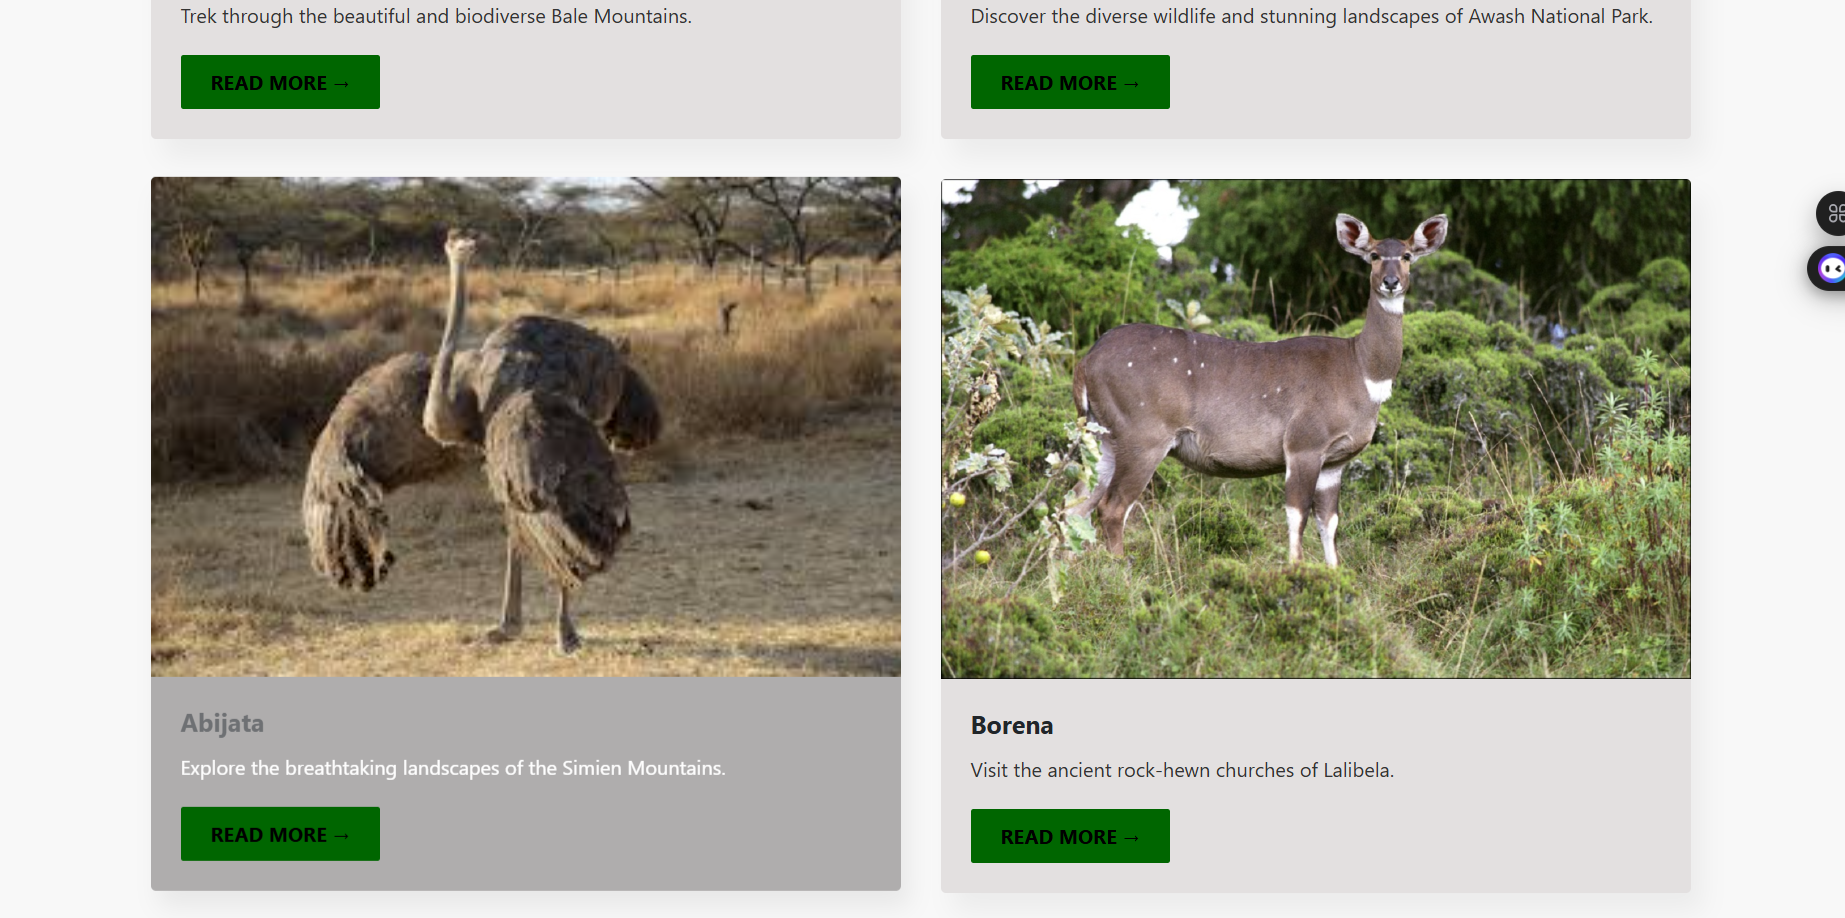 Trek through the beautiful and biodiverse Bale Mountains.
READ MORE →
Discover the diverse wildlife and stunning landscapes of Awash National Park.
READ MORE →
Abijata
Explore the breathtaking landscapes of the Simien Mountains.
READ MORE →
Borena
Visit the ancient rock-hewn churches of Lalibela.
READ MORE →